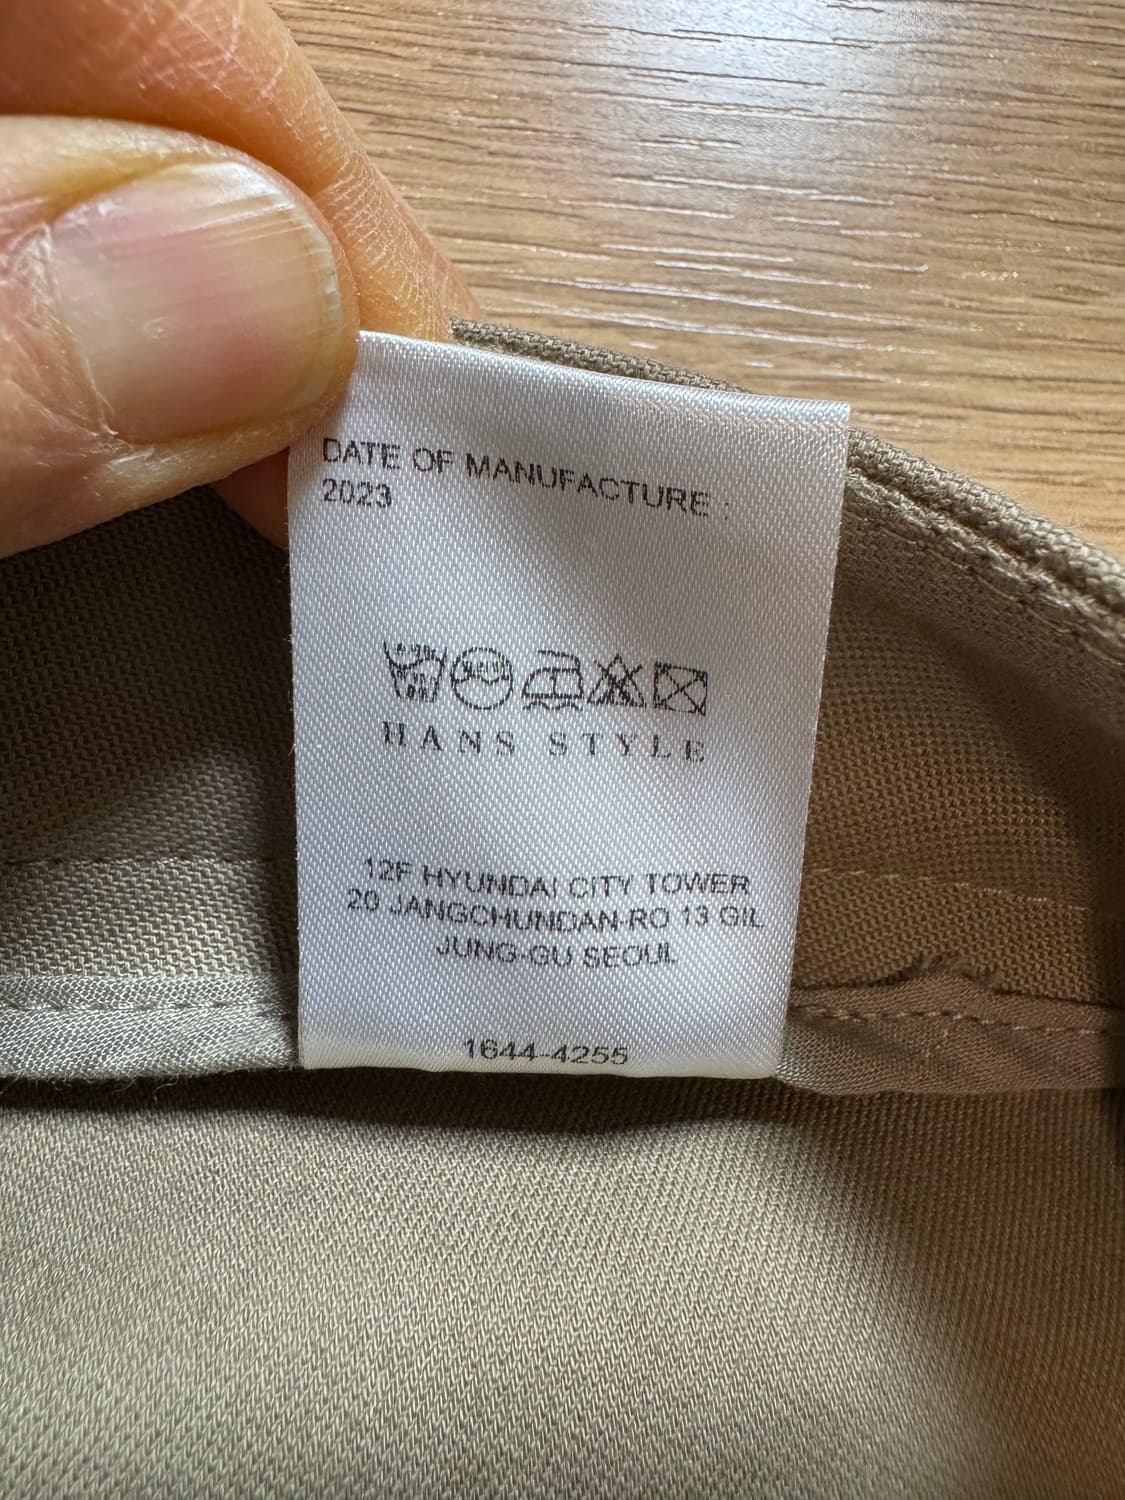 DATE OF MANUFACTURE :
2023
HANS STYLE
12F HYUNDAI CITY TOWER
20 JANGCHUNDAN-RO 13 GIL
JUNG-GU SEOUL
1644-4255